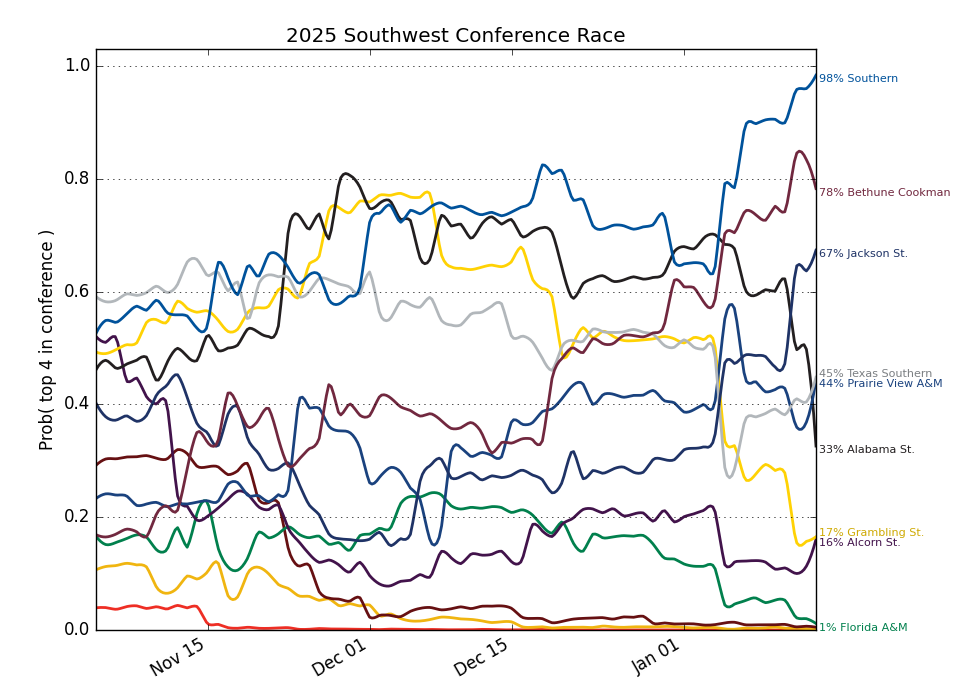 2025 Southwest Conference Race
Prob( top 4 in conference )
1.0
0.8
0.6
0.4
0.2
0.0
Nov 15
Dec 01
Dec 15
Jan 01
98% Southern
78% Bethune Cookman
67% Jackson St.
45% Texas Southern
44% Prairie View A&M
33% Alabama St.
17% Grambling St.
16% Alcorn St.
1% Florida A&M